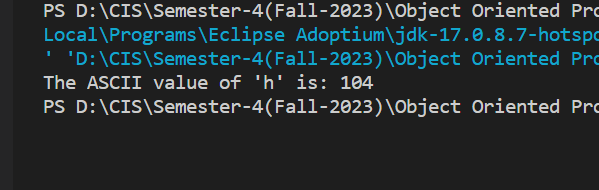 PS D:\CIS\Semester-4(Fall-2023)\Object Oriented Pro
Local\Programs\Eclipse Adoptium\jdk-17.0.8.7-hotspo
' 'D:\CIS\Semester-4(Fall-2023)\Object Oriented Pro
The ASCII value of 'h' is: 104
PS D:\CIS\Semester-4(Fall-2023)\Object Oriented Pro